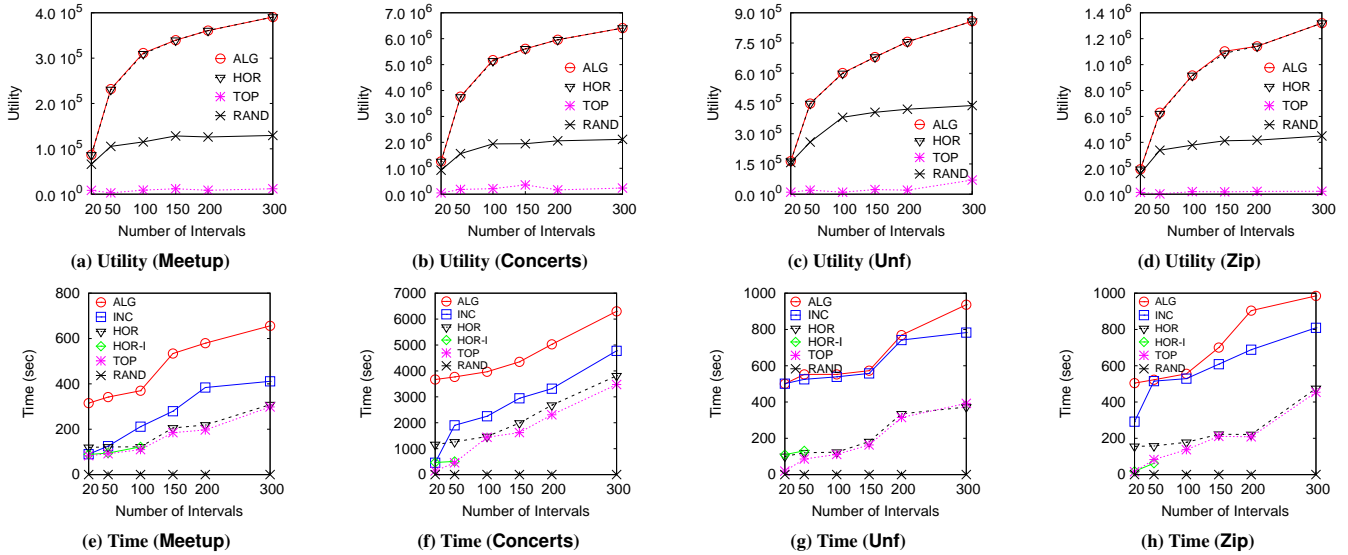 4.0 10^5
3.0 10^5
2.0 10^5
1.0 10^5
0.0 10^0
Utility
ALG
HOR
TOP
RAND
20 50 100 150 200 300
Number of Intervals
(a) Utility (Meetup)
7.0 10^6
6.0 10^6
5.0 10^6
4.0 10^6
3.0 10^6
2.0 10^6
1.0 10^6
0.0 10^0
Utility
ALG
HOR
TOP
RAND
20 50 100 150 200 300
Number of Intervals
(b) Utility (Concerts)
9.0 10^5
7.5 10^5
6.0 10^5
4.5 10^5
3.0 10^5
1.5 10^5
0.0 10^0
Utility
ALG
HOR
TOP
RAND
20 50 100 150 200 300
Number of Intervals
(c) Utility (Unf)
1.4 10^6
1.2 10^6
1.0 10^6
8.0 10^5
6.0 10^5
4.0 10^5
2.0 10^5
0.0 10^0
Utility
ALG
HOR
TOP
RAND
20 50 100 150 200 300
Number of Intervals
(d) Utility (Zip)
800
600
400
200
0
Time (sec)
ALG
INC
HOR
HOR-I
TOP
RAND
20 50 100 150 200 300
Number of Intervals
(e) Time (Meetup)
7000
6000
5000
4000
3000
2000
1000
0
Time (sec)
ALG
INC
HOR
HOR-I
TOP
RAND
20 50 100 150 200 300
Number of Intervals
(f) Time (Concerts)
1000
800
600
400
200
0
Time (sec)
ALG
INC
HOR
HOR-I
TOP
RAND
20 50 100 150 200 300
Number of Intervals
(g) Time (Unf)
1000
800
600
400
200
0
Time (sec)
ALG
INC
HOR
HOR-I
TOP
RAND
20 50 100 150 200 300
Number of Intervals
(h) Time (Zip)